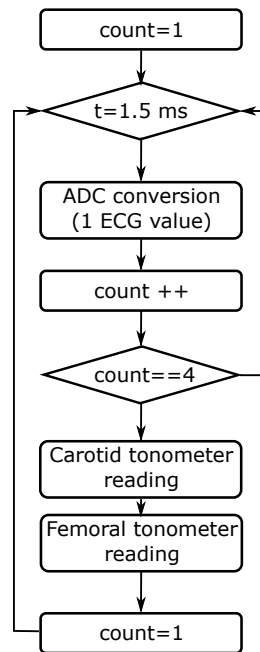 count=1
t=1.5 ms
ADC conversion
(1 ECG value)
count ++
count==4
Carotid tonometer
reading
Femoral tonometer
reading
count=1